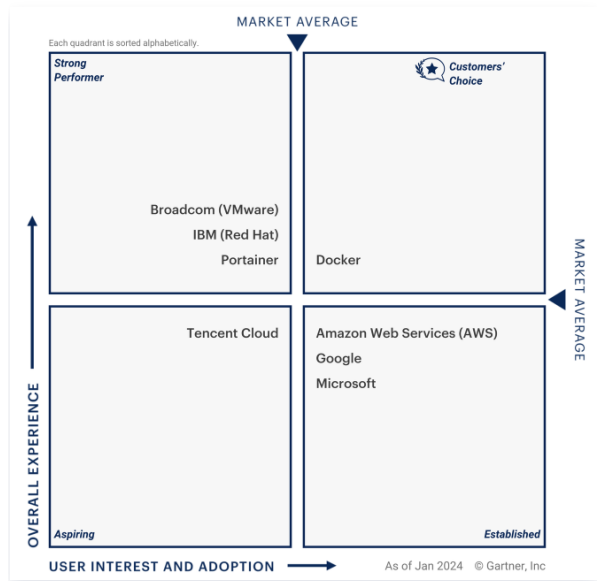 MARKET AVERAGE
Each quadrant is sorted alphabetically.
Strong
Performer
Customers'
Choice
Broadcom (VMware)
IBM (Red Hat)
Portainer
Docker
MARKET AVERAGE
Tencent Cloud
Amazon Web Services (AWS)
Google
Microsoft
OVERALL EXPERIENCE
Aspiring
Established
USER INTEREST AND ADOPTION
As of Jan 2024 © Gartner, Inc